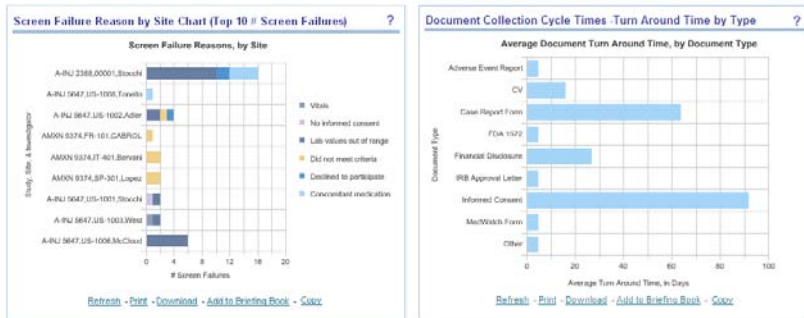 Screen Failure Reason by Site Chart (Top 10 # Screen Failures) ?
Screen Failure Reasons, by Site
Study, Site, & Investigator
A-INJ 2388,00001,Stocchi
A-INJ 5647,US-1008,Tonello
A-INJ 5647,US-1002,Adler
AMXN 9374,FR-101,CABROL
AMXN 9374,IT-401,Bervani
AMXN 9374,SP-301,Lopez
A-INJ 5647,US-1001,Stocchi
A-INJ 5647,US-1003,West
A-INJ 5647,US-1006,McCloud
0 4 8 12 16 20
# Screen Failures
Vitals
No informed consent
Lab values out of range
Did not meet criteria
Declined to participate
Concomitant medication
Refresh - Print - Download - Add to Briefing Book - Copy
Document Collection Cycle Times -Turn Around Time by Type ?
Average Document Turn Around Time, by Document Type
Document Type
Adverse Event Report
CV
Case Report Form
FDA 1572
Financial Disclosure
IRB Approval Letter
Informed Consent
MedWatch Form
Other
0 20 40 60 80 100
Average Turn Around Time, in Days
Refresh - Print - Download - Add to Briefing Book - Copy